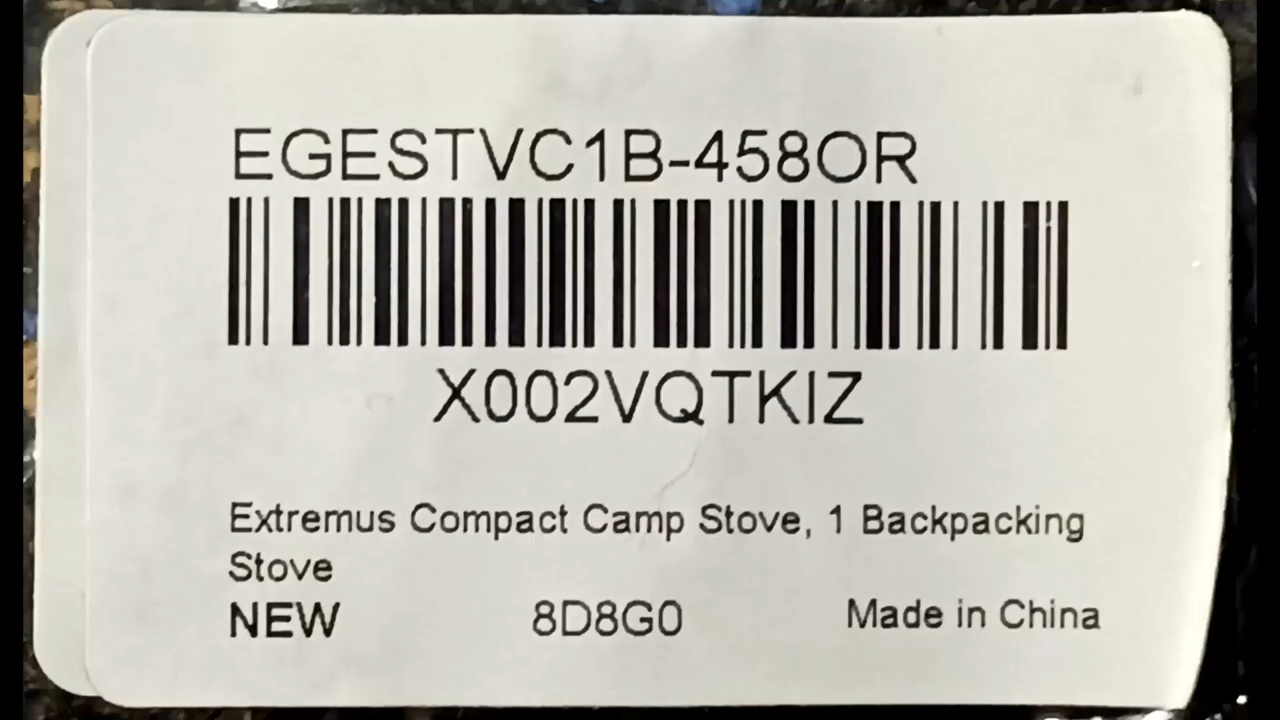 EGESTVC1B-458OR
X002VQTKIZ
Extremus Compact Camp Stove, 1 Backpacking
Stove
NEW 8D8G0 Made in China